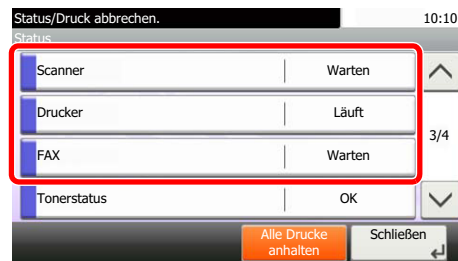 Status/Druck abbrechen. 10:10
Status
Scanner Warten
Drucker Läuft
3/4
FAX Warten
Tonerstatus OK
Alle Drucke anhalten Schließen